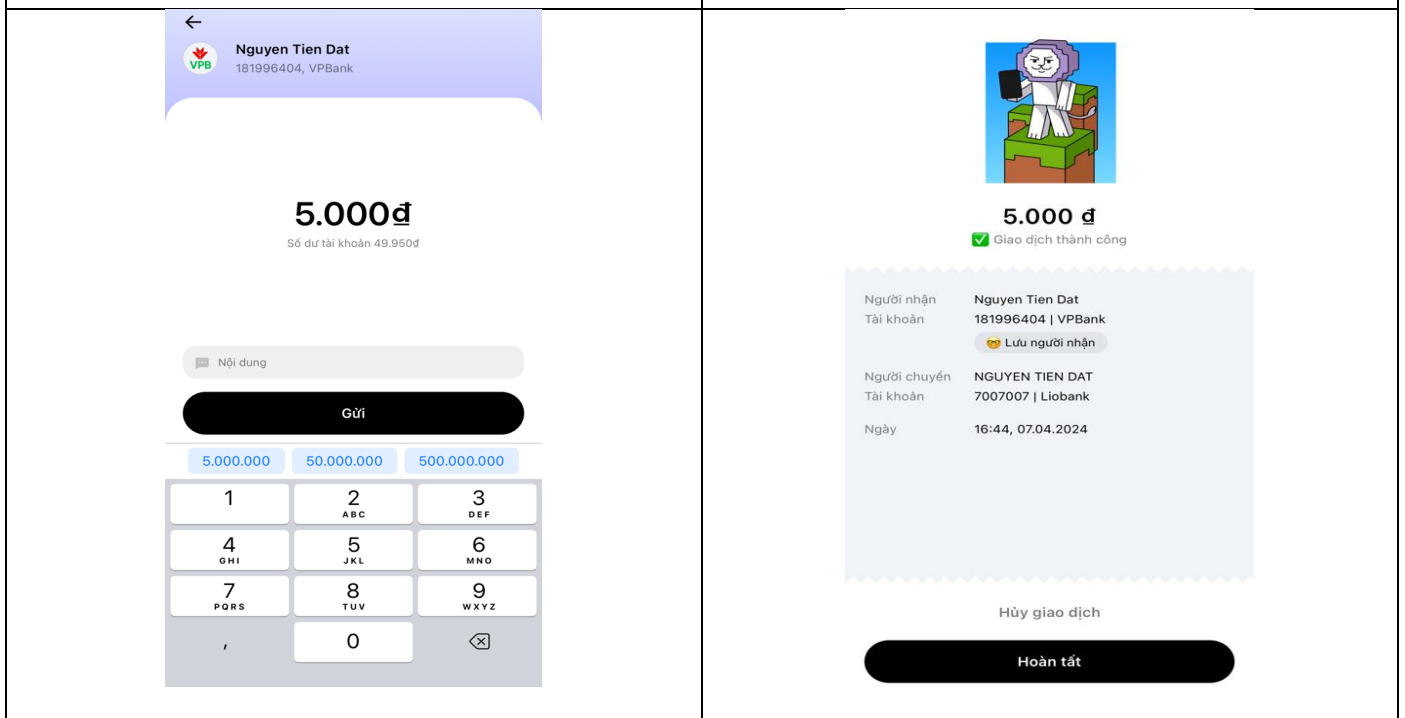 Nguyen Tien Dat
VPB
181996404, VPBank
5.000₫
Số dư tài khoản 49.950₫
Nội dung
Gửi
5.000.000 50.000.000 500.000.000
1 2 3
ABC DEF
4 5 6
GHI JKL MNO
7 8 9
PQRS TUV WXYZ
, 0
5.000 ₫
Giao dịch thành công
Người nhận Nguyen Tien Dat
Tài khoản 181996404 | VPBank
Lưu người nhận
Người chuyển NGUYEN TIEN DAT
Tài khoản 7007007 | Liobank
Ngày 16:44, 07.04.2024
Hủy giao dịch
Hoàn tất